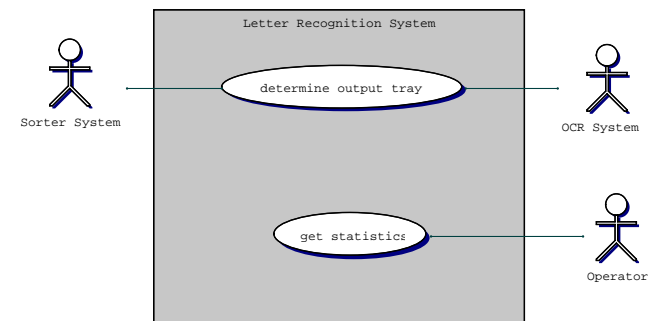 Letter Recognition System
determine output tray
Sorter System
OCR System
get statistics
Operator